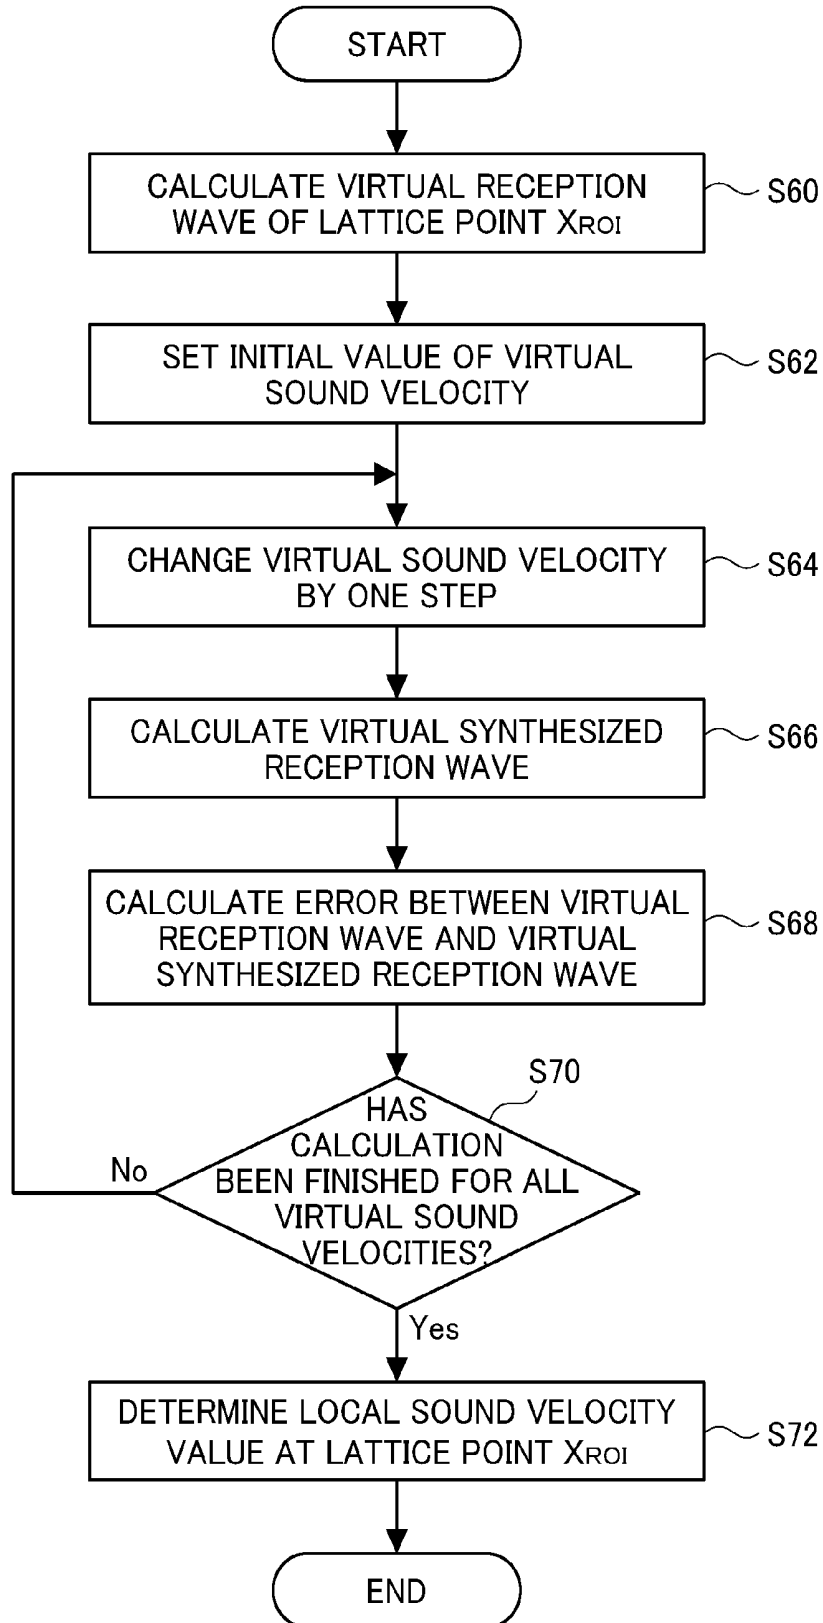 START
CALCULATE VIRTUAL RECEPTION
WAVE OF LATTICE POINT XROI
S60
SET INITIAL VALUE OF VIRTUAL
SOUND VELOCITY
S62
CHANGE VIRTUAL SOUND VELOCITY
BY ONE STEP
S64
CALCULATE VIRTUAL SYNTHESIZED
RECEPTION WAVE
S66
CALCULATE ERROR BETWEEN VIRTUAL
RECEPTION WAVE AND VIRTUAL
SYNTHESIZED RECEPTION WAVE
S68
S70
HAS
CALCULATION
BEEN FINISHED FOR ALL
VIRTUAL SOUND
VELOCITIES?
No
Yes
DETERMINE LOCAL SOUND VELOCITY
VALUE AT LATTICE POINT XROI
S72
END